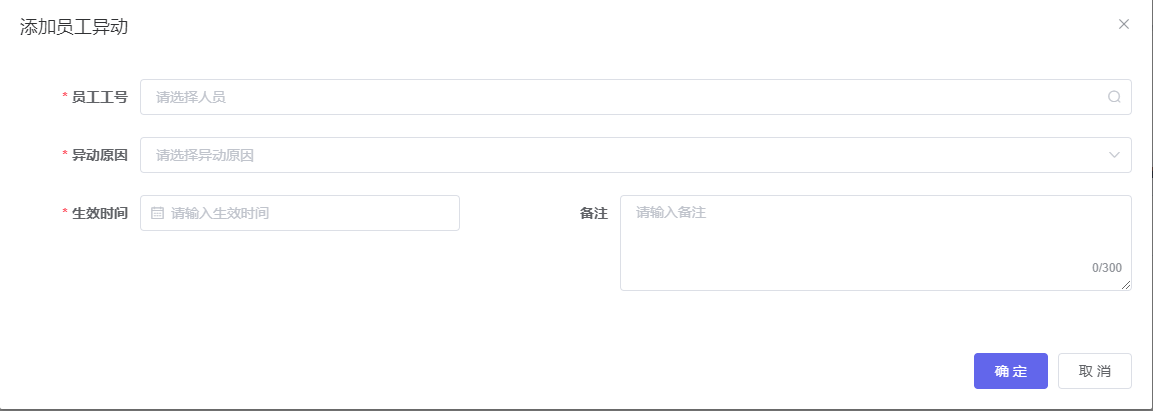 添加员工异动
* 员工工号 请选择人员
* 异动原因 请选择异动原因
* 生效时间 请输入生效时间 备注 请输入备注
0/300
确 定 取 消